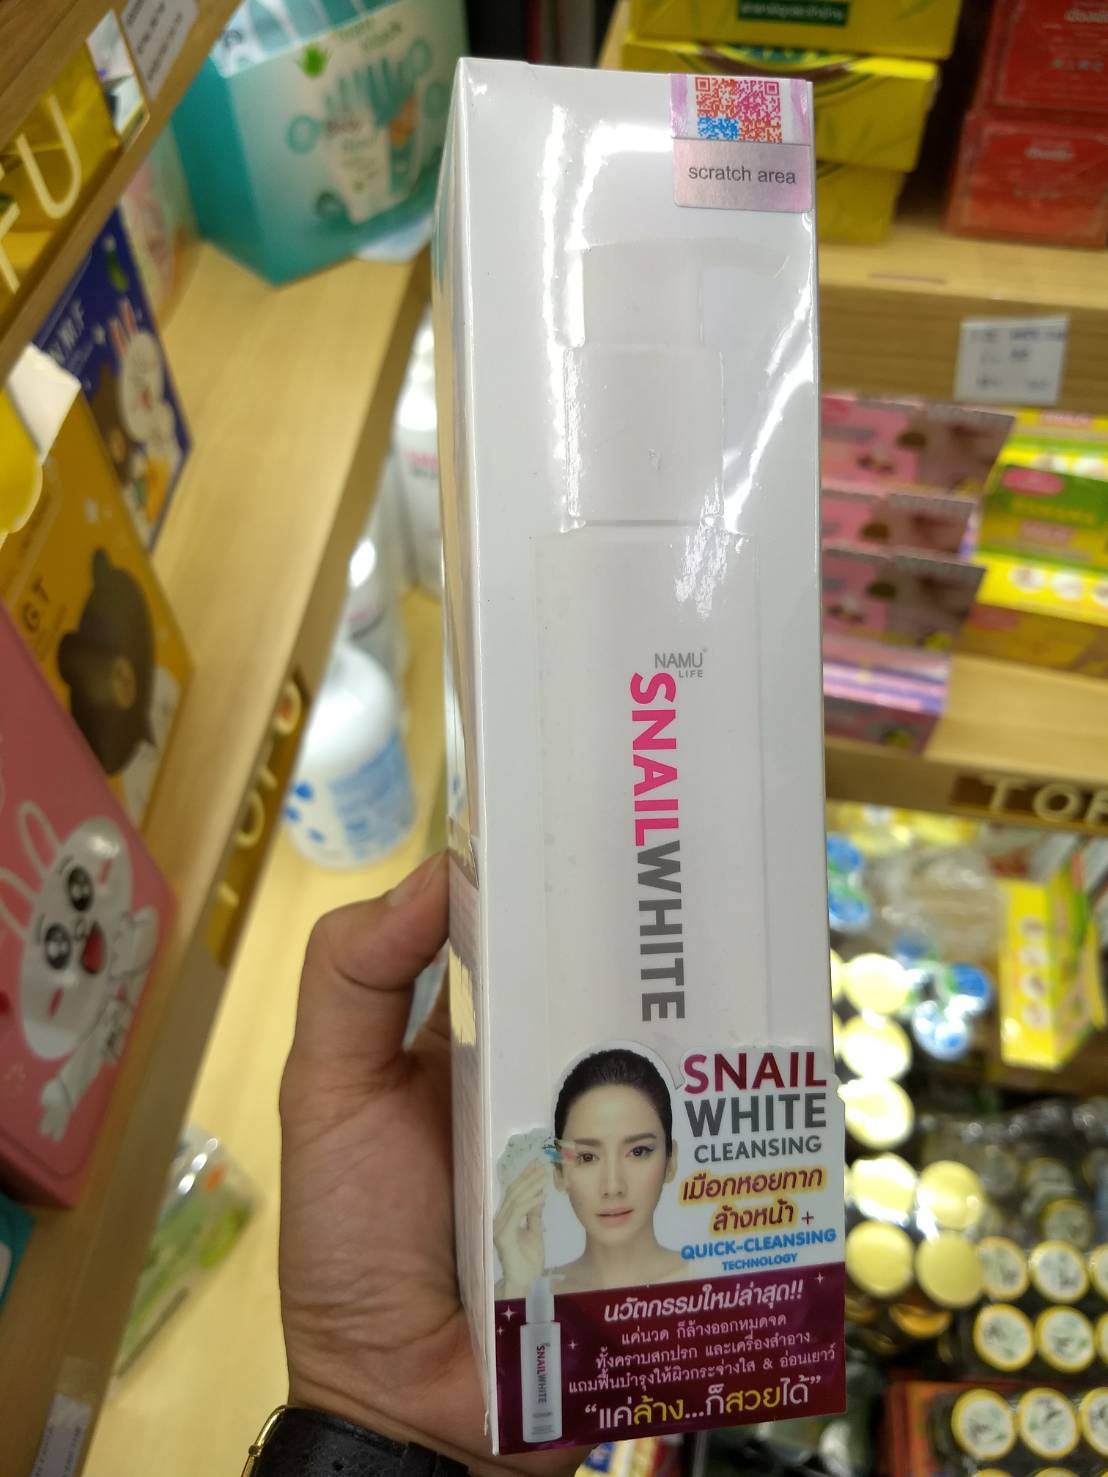 scratch area
NAMU
LIFE
SNAILWHITE
SNAIL
WHITE
CLEANSING
เมือกหอยทาก
ล้างหน้า +
QUICK-CLEANSING
TECHNOLOGY
นวัตกรรมใหม่ล่าสุด!!
แค่นวด ก็ล้างออกหมดจด
ทั้งคราบสกปรก และเครื่องสำอาง
แถมฟื้นบำรุงให้ผิวกระจ่างใส & อ่อนเยาว์
“แค่ล้าง...ก็สวยได้”
SNAILWHITE